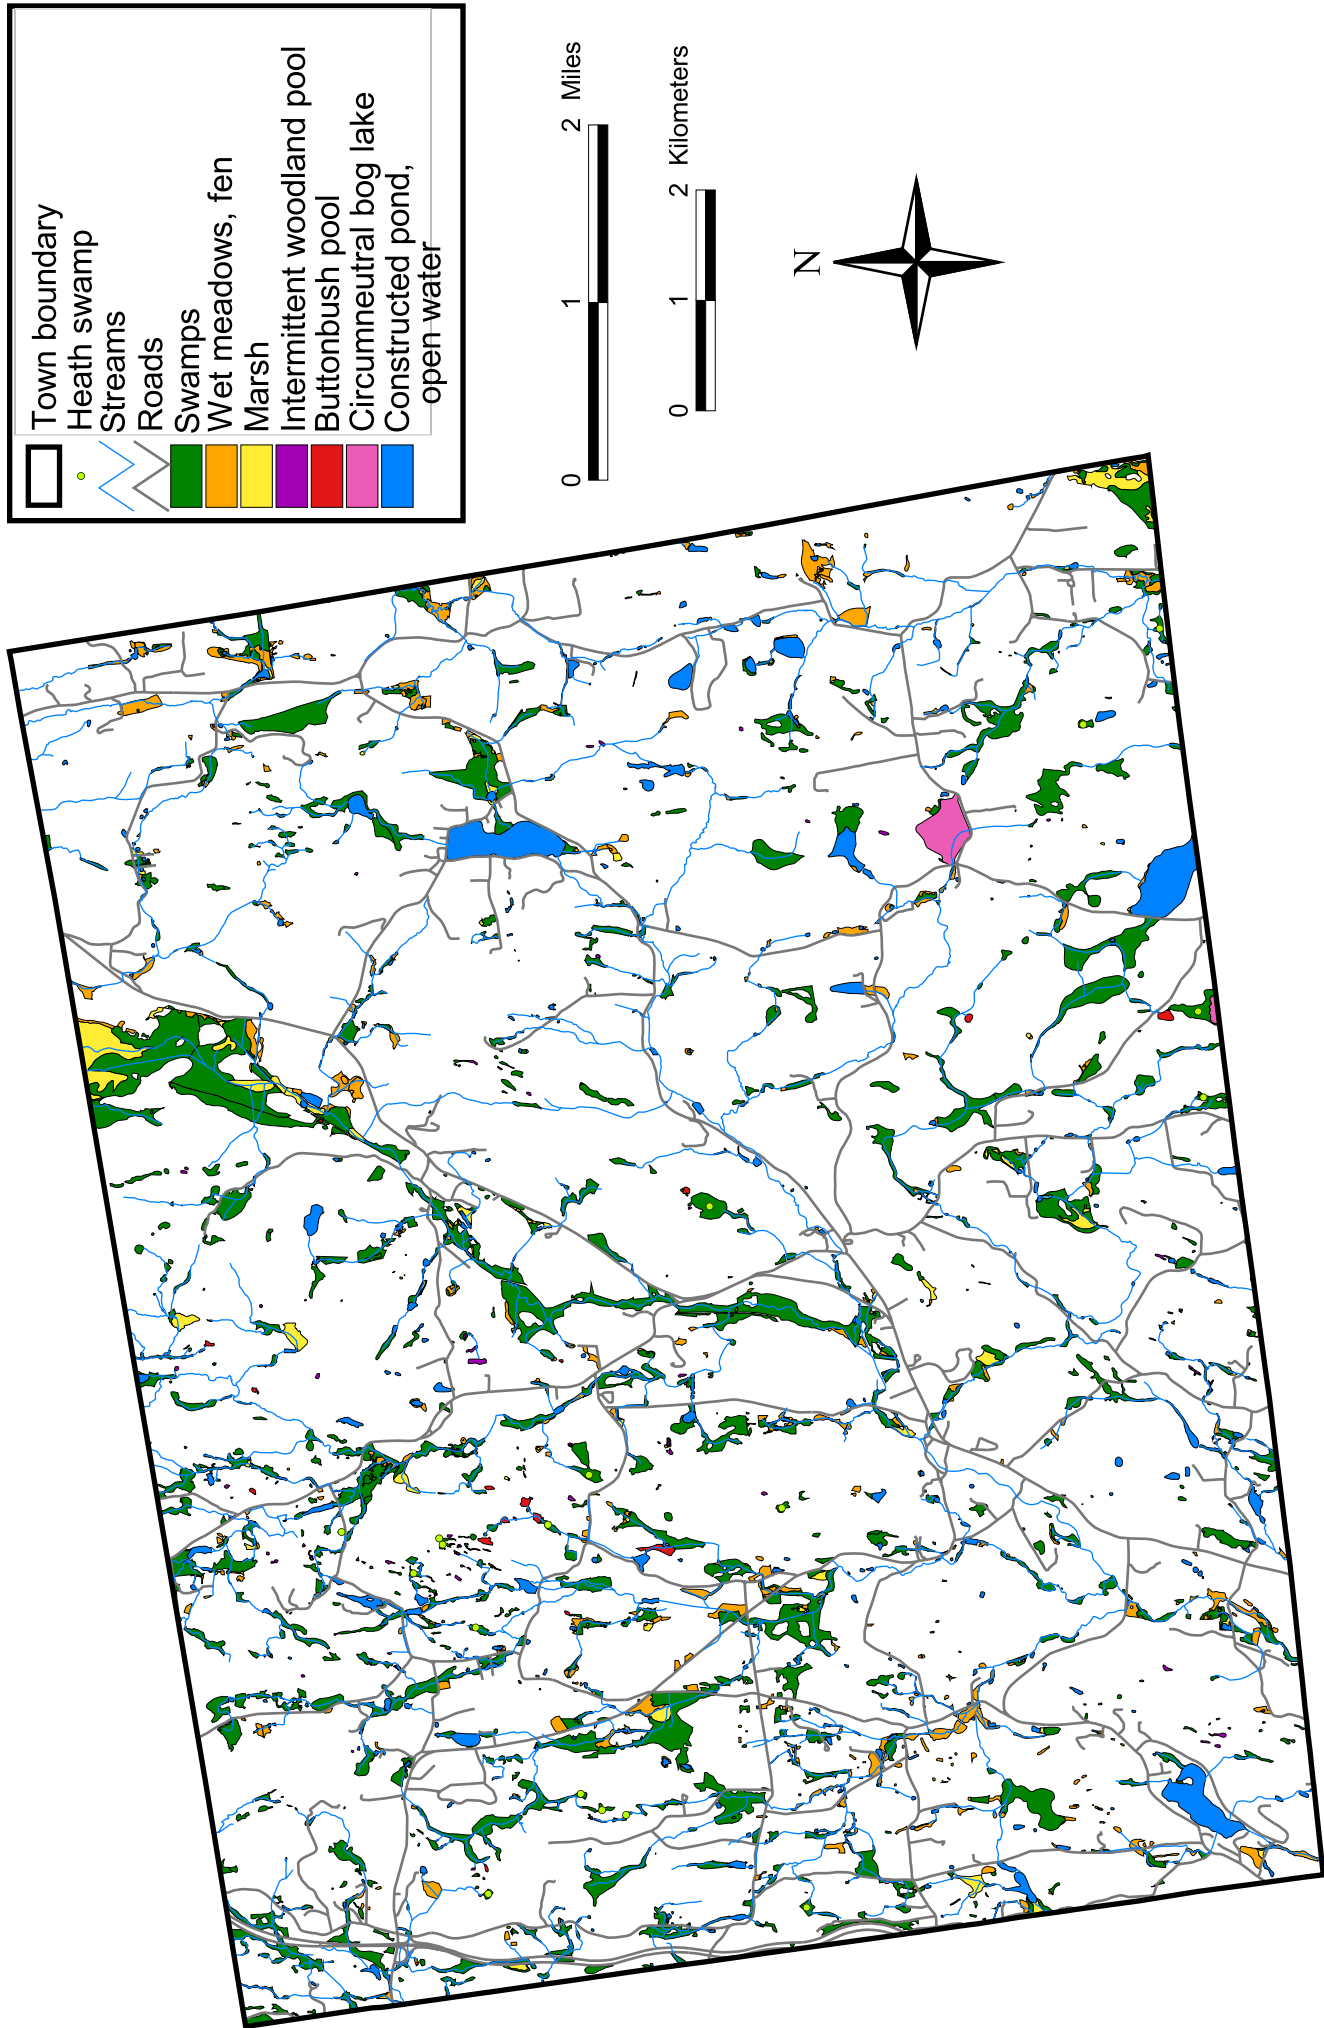 Town boundary
Heath swamp
Streams
Roads
Swamps
Wet meadows, fen
Marsh
Intermittent woodland pool
Buttonbush pool
Circumneutral bog lake
Constructed pond,
open water
0 1 2 Miles
0 1 2 Kilometers
N